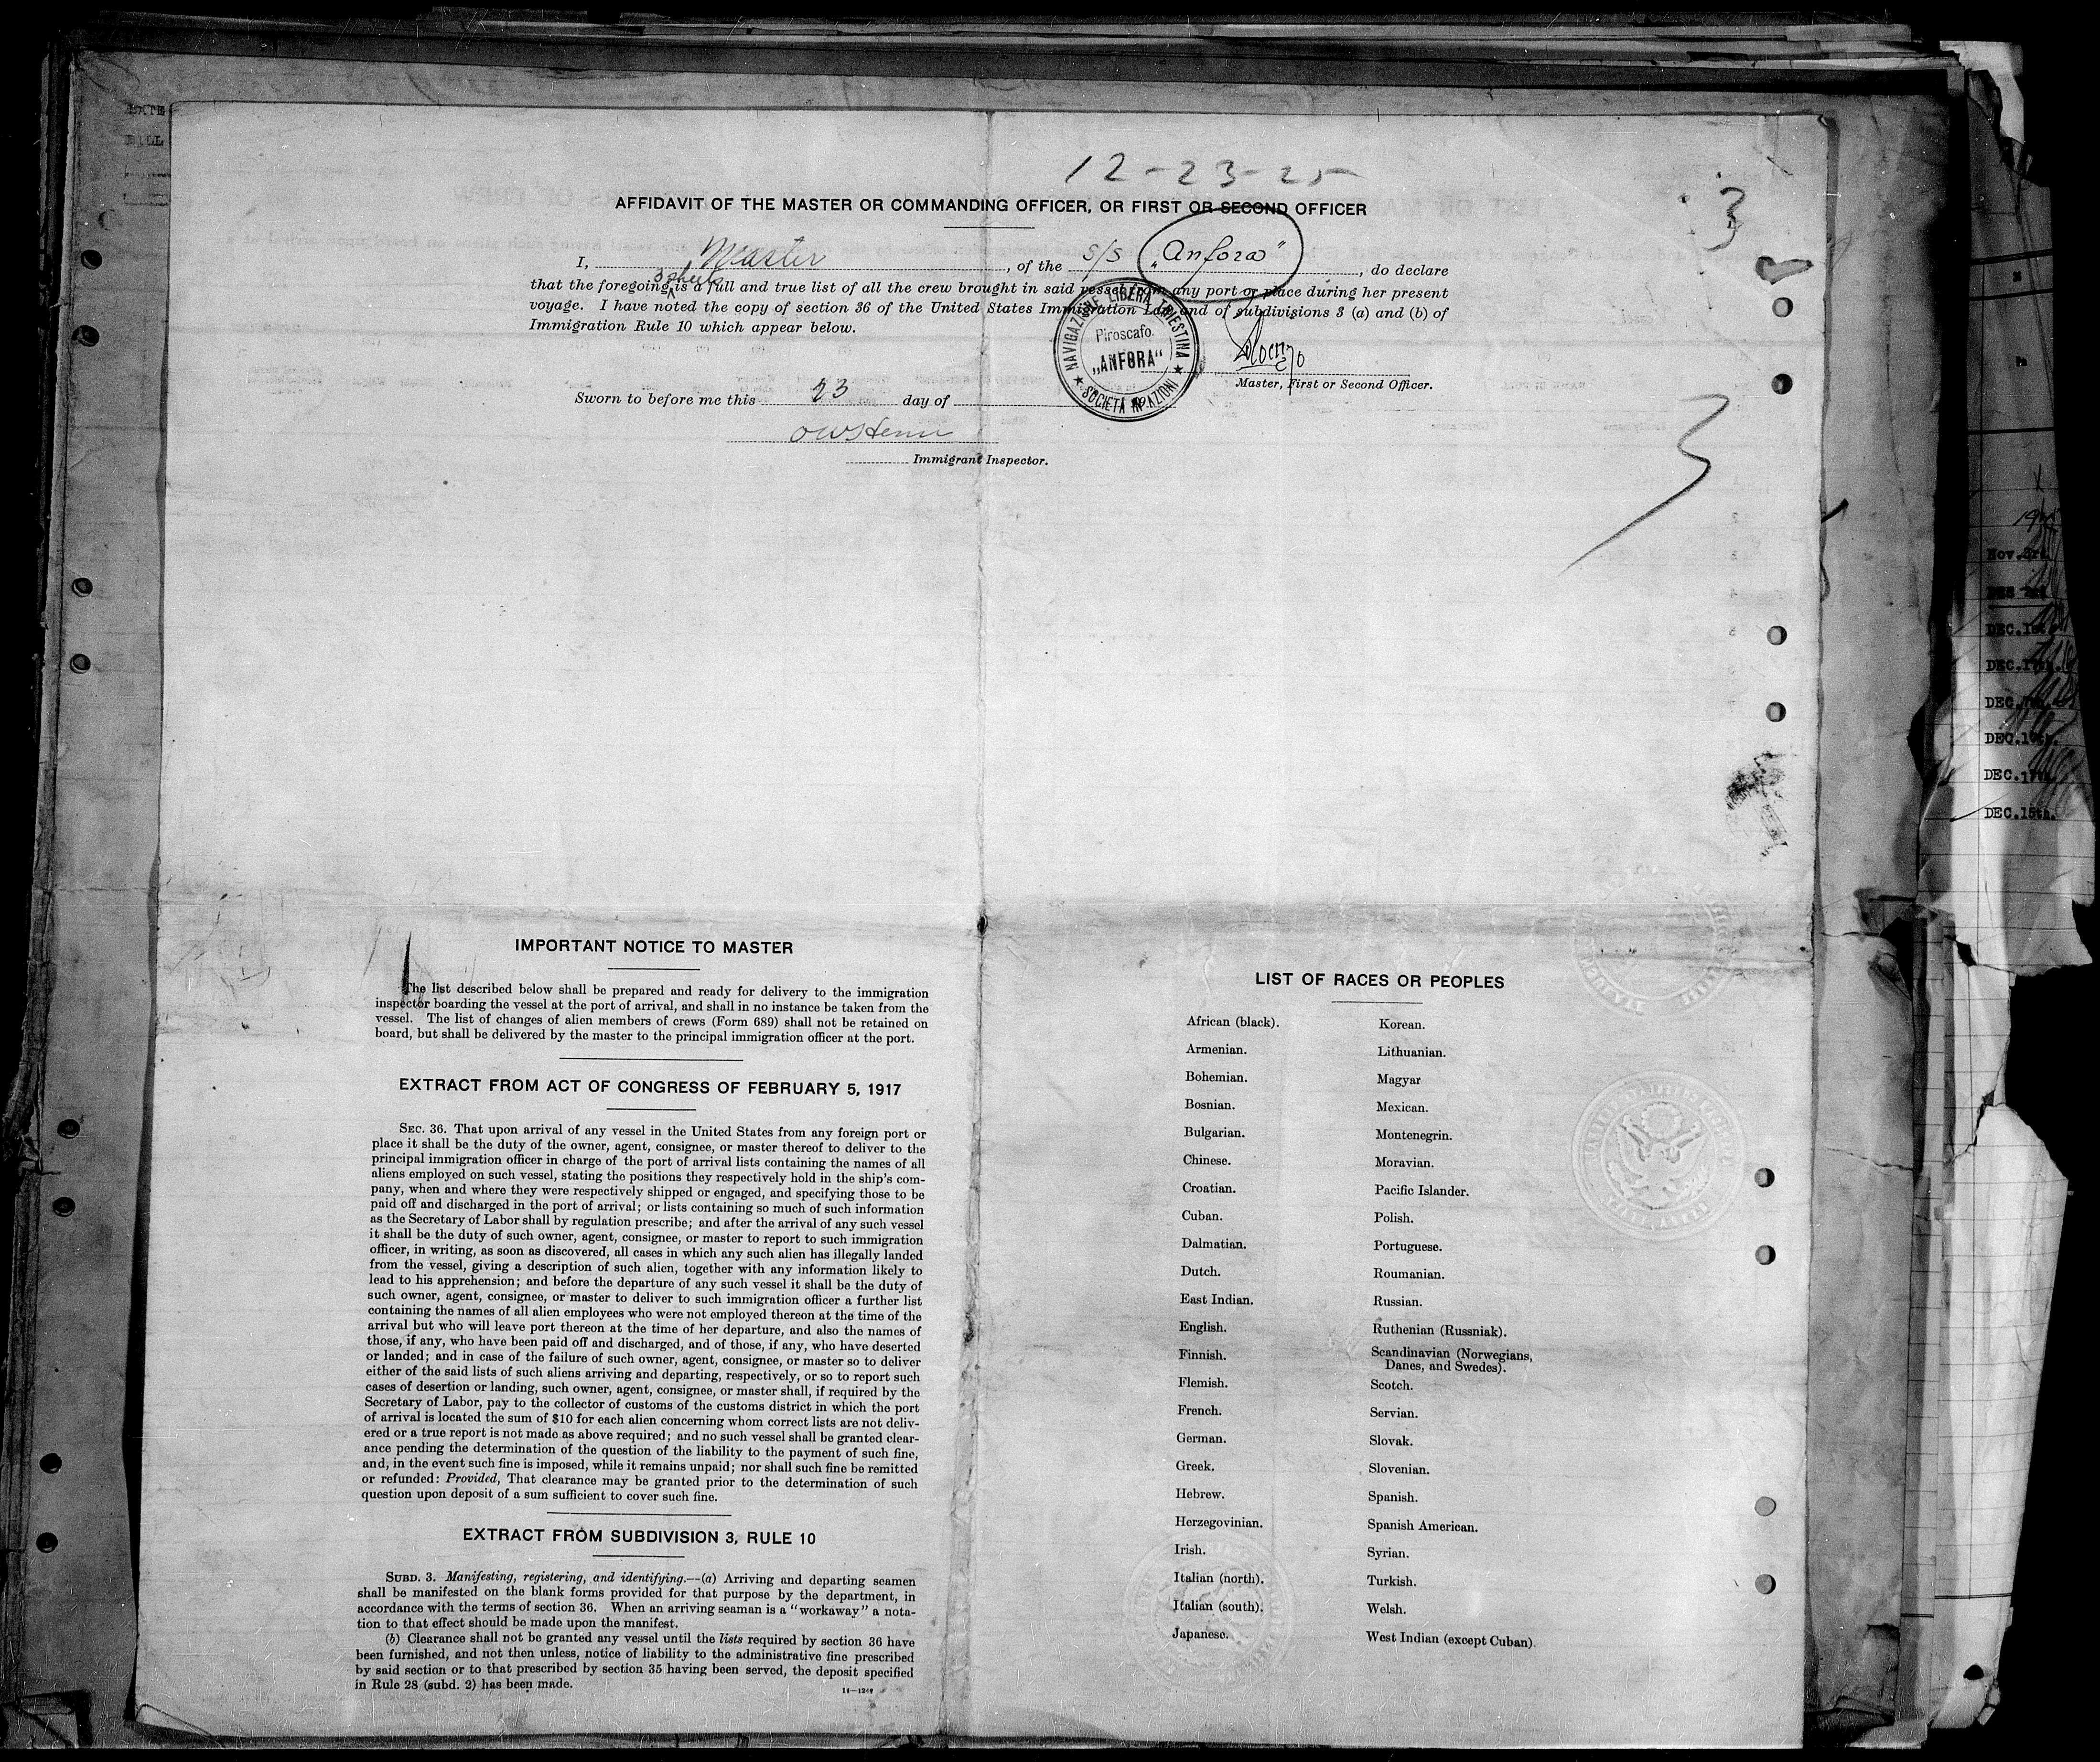 12-23-25
3
AFFIDAVIT OF THE MASTER OR COMMANDING OFFICER, OR FIRST OR SECOND OFFICER
I, Master, of the S/S „Anfora", do declare
3 sheets
that the foregoing is a full and true list of all the crew brought in said vessel from any port or place during her present
voyage. I have noted the copy of section 36 of the United States Immigration Law and of subdivisions 3 (a) and (b) of
Immigration Rule 10 which appear below.
NAVIGAZIONE LIBERA TRIESTINA
Piroscafo
„ANFORA“
★ SOCIETÀ IN AZIONI ★
Master, First or Second Officer.
Sworn to before me this 23 day of
Immigrant Inspector.
3
Nov. 3rd.
DEC. 17th.
DEC. 17th.
DEC. 15th.
IMPORTANT NOTICE TO MASTER
The list described below shall be prepared and ready for delivery to the immigration
inspector boarding the vessel at the port of arrival, and shall in no instance be taken from the
vessel. The list of changes of alien members of crews (Form 689) shall not be retained on
board, but shall be delivered by the master to the principal immigration officer at the port.
EXTRACT FROM ACT OF CONGRESS OF FEBRUARY 5, 1917
SEC. 36. That upon arrival of any vessel in the United States from any foreign port or
place it shall be the duty of the owner, agent, consignee, or master thereof to deliver to the
principal immigration officer in charge of the port of arrival lists containing the names of all
aliens employed on such vessel, stating the positions they respectively hold in the ship's com-
pany, when and where they were respectively shipped or engaged, and specifying those to be
paid off and discharged in the port of arrival; or lists containing so much of such information
as the Secretary of Labor shall by regulation prescribe; and after the arrival of any such vessel
it shall be the duty of such owner, agent, consignee, or master to report to such immigration
officer, in writing, as soon as discovered, all cases in which any such alien has illegally landed
from the vessel, giving a description of such alien, together with any information likely to
lead to his apprehension; and before the departure of any such vessel it shall be the duty of
such owner, agent, consignee, or master to deliver to such immigration officer a further list
containing the names of all alien employees who were not employed thereon at the time of the
arrival but who will leave port thereon at the time of her departure, and also the names of
those, if any, who have been paid off and discharged, and of those, if any, who have deserted
or landed; and in case of the failure of such owner, agent, consignee, or master so to deliver
either of the said lists of such aliens arriving and departing, respectively, or so to report such
cases of desertion or landing, such owner, agent, consignee, or master shall, if required by the
Secretary of Labor, pay to the collector of customs of the customs district in which the port
of arrival is located the sum of $10 for each alien concerning whom correct lists are not deliv-
ered or a true report is not made as above required; and no such vessel shall be granted clear-
ance pending the determination of the question of the liability to the payment of such fine,
and, in the event such fine is imposed, while it remains unpaid; nor shall such fine be remitted
or refunded: Provided, That clearance may be granted prior to the determination of such
question upon deposit of a sum sufficient to cover such fine.
EXTRACT FROM SUBDIVISION 3, RULE 10
SUBD. 3. Manifesting, registering, and identifying.—(a) Arriving and departing seamen
shall be manifested on the blank forms provided for that purpose by the department, in
accordance with the terms of section 36. When an arriving seaman is a "workaway" a nota-
tion to that effect should be made upon the manifest.
(b) Clearance shall not be granted any vessel until the lists required by section 36 have
been furnished, and not then unless, notice of liability to the administrative fine prescribed
by said section or to that prescribed by section 35 having been served, the deposit specified
in Rule 28 (subd. 2) has been made.
LIST OF RACES OR PEOPLES
African (black).
Armenian.
Bohemian.
Bosnian.
Bulgarian.
Chinese.
Croatian.
Cuban.
Dalmatian.
Dutch.
East Indian.
English.
Finnish.
Flemish.
French.
German.
Greek.
Hebrew.
Herzegovinian.
Irish.
Italian (north).
Italian (south).
Japanese.
Korean.
Lithuanian.
Magyar
Mexican.
Montenegrin.
Moravian.
Pacific Islander.
Polish.
Portuguese.
Roumanian.
Russian.
Ruthenian (Russniak).
Scandinavian (Norwegians,
Danes, and Swedes).
Scotch.
Servian.
Slovak.
Slovenian.
Spanish.
Spanish American.
Syrian.
Turkish.
Welsh.
West Indian (except Cuban).